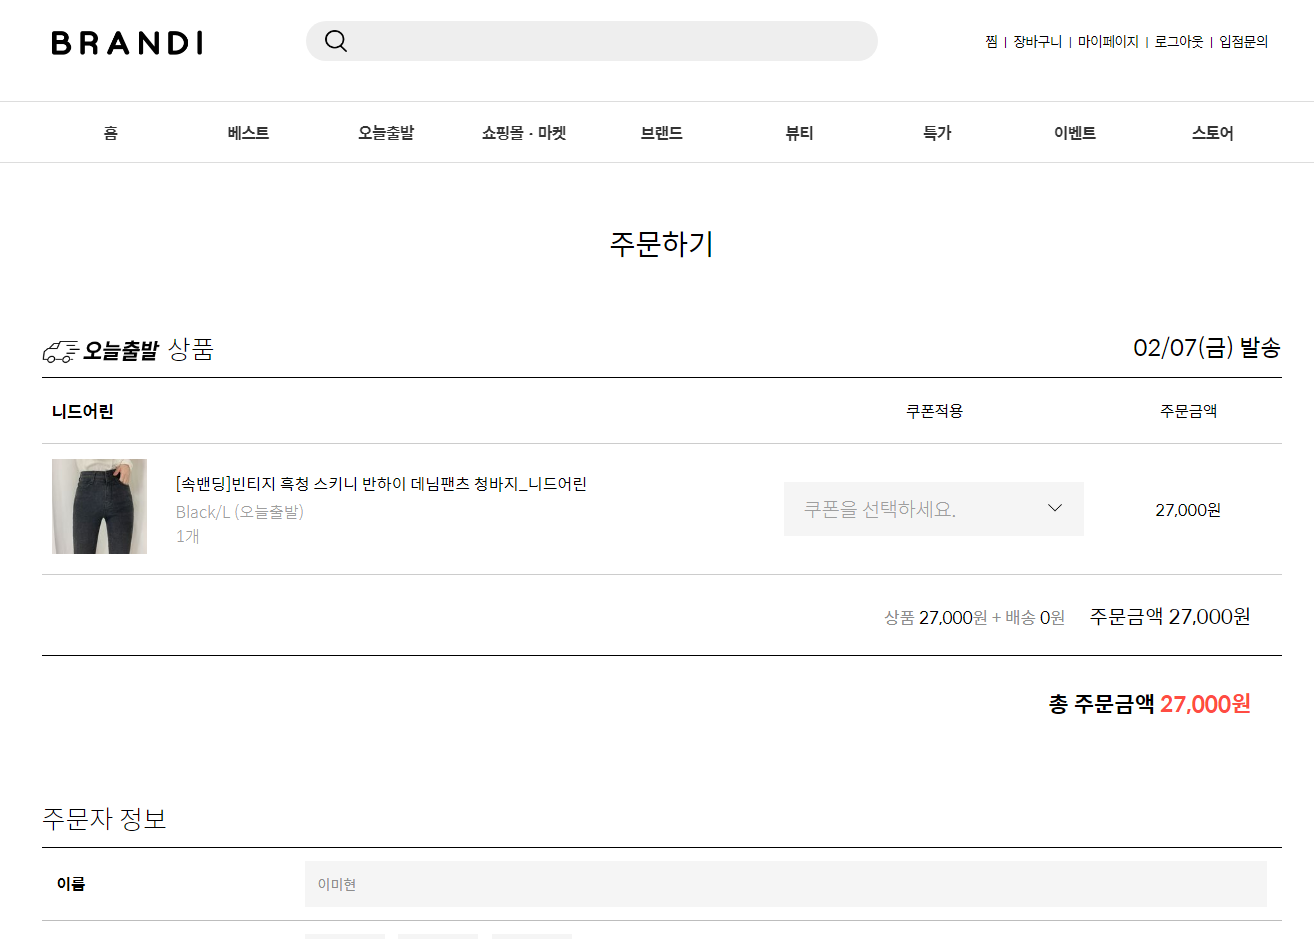 BRANDI
찜 | 장바구니 | 마이페이지 | 로그아웃 | 입점문의
홈 베스트 오늘출발 쇼핑몰 · 마켓 브랜드 뷰티 특가 이벤트 스토어
주문하기
오늘출발 상품 02/07(금) 발송
니드어린 쿠폰적용 주문금액
[속밴딩]빈티지 흑청 스키니 반하이 데님팬츠 청바지_니드어린
Black/L (오늘출발)
1개
쿠폰을 선택하세요.
27,000원
상품 27,000원 + 배송 0원 주문금액 27,000원
총 주문금액 27,000원
주문자 정보
이름 이미현